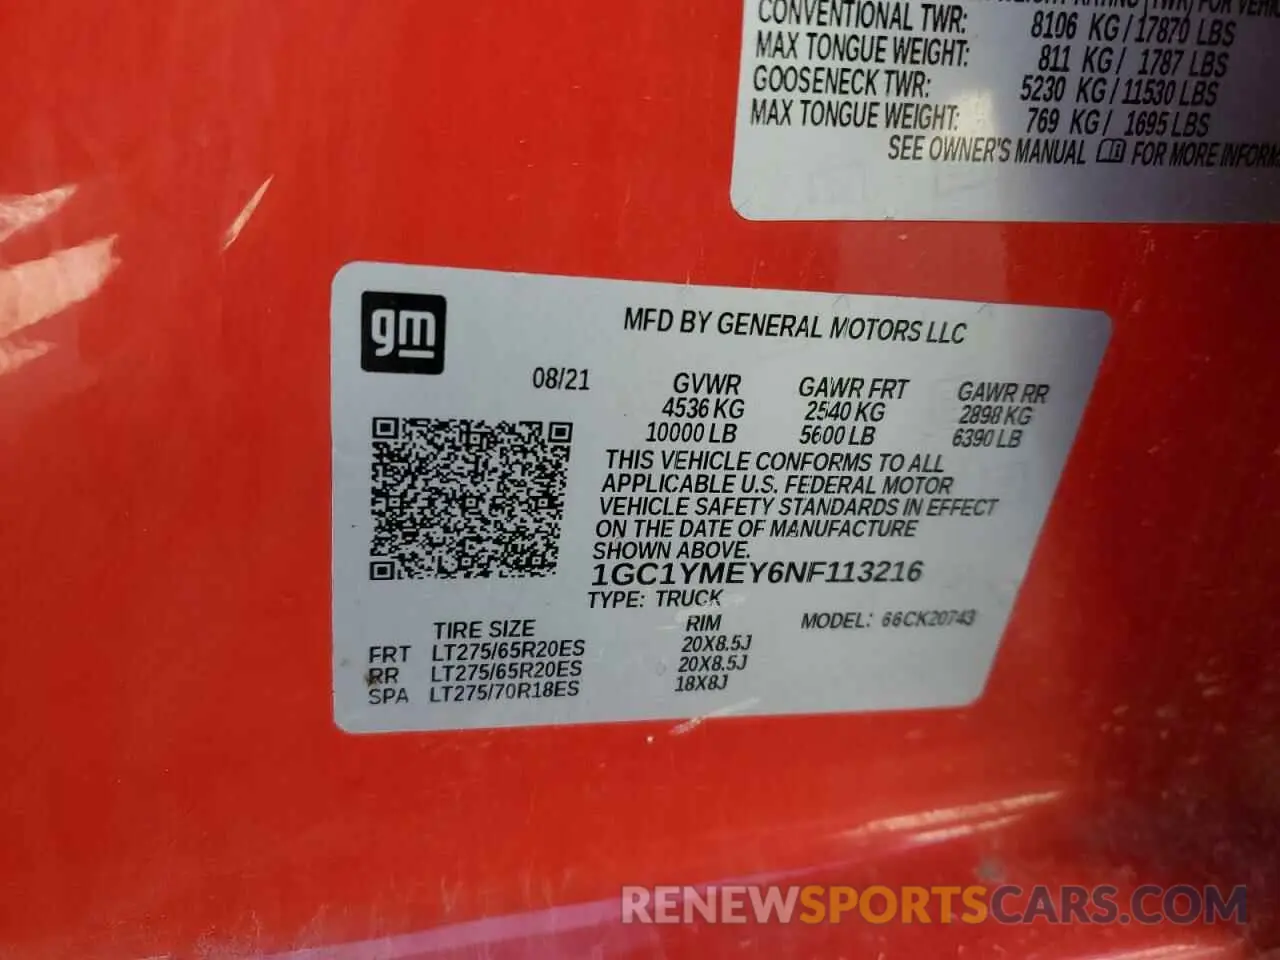 CONVENTIONAL TWR: 8106 KG/17870 LBS
MAX TONGUE WEIGHT: 811 KG/ 1787 LBS
GOOSENECK TWR: 5230 KG/11530 LBS
MAX TONGUE WEIGHT: 769 KG/ 1695 LBS
SEE OWNER'S MANUAL FOR MORE INFORM
gm
MFD BY GENERAL MOTORS LLC
08/21
GVWR GAWR FRT GAWR RR
4536 KG 2540 KG 2898 KG
10000 LB 5600 LB 6390 LB
THIS VEHICLE CONFORMS TO ALL
APPLICABLE U.S. FEDERAL MOTOR
VEHICLE SAFETY STANDARDS IN EFFECT
ON THE DATE OF MANUFACTURE
SHOWN ABOVE.
1GC1YMEY6NF113216
TYPE: TRUCK
MODEL: 66CK20743
TIRE SIZE RIM
FRT LT275/65R20ES 20X8.5J
RR LT275/65R20ES 20X8.5J
SPA LT275/70R18ES 18X8J
RENEWSPORTSCARS.COM